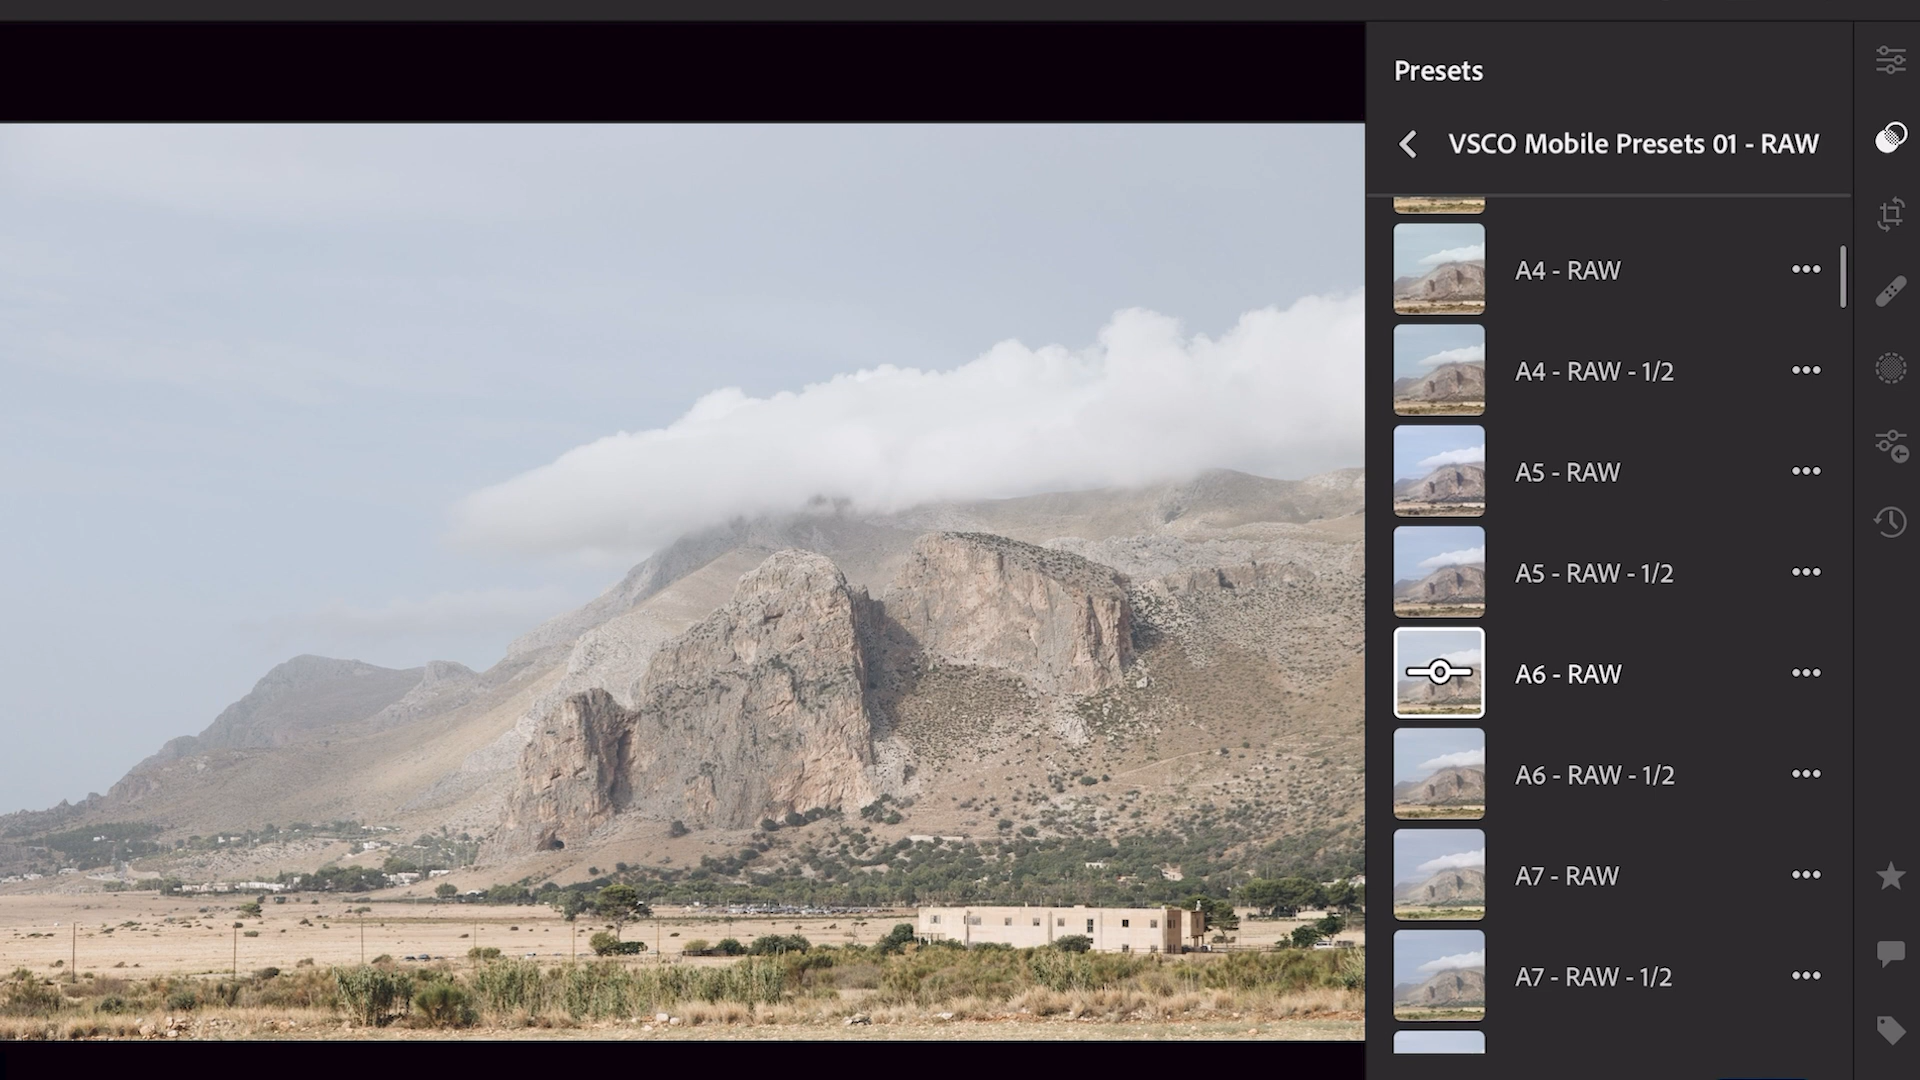 Presets
VSCO Mobile Presets 01 - RAW
A4 - RAW
A4 - RAW - 1/2
A5 - RAW
A5 - RAW - 1/2
A6 - RAW
A6 - RAW - 1/2
A7 - RAW
A7 - RAW - 1/2